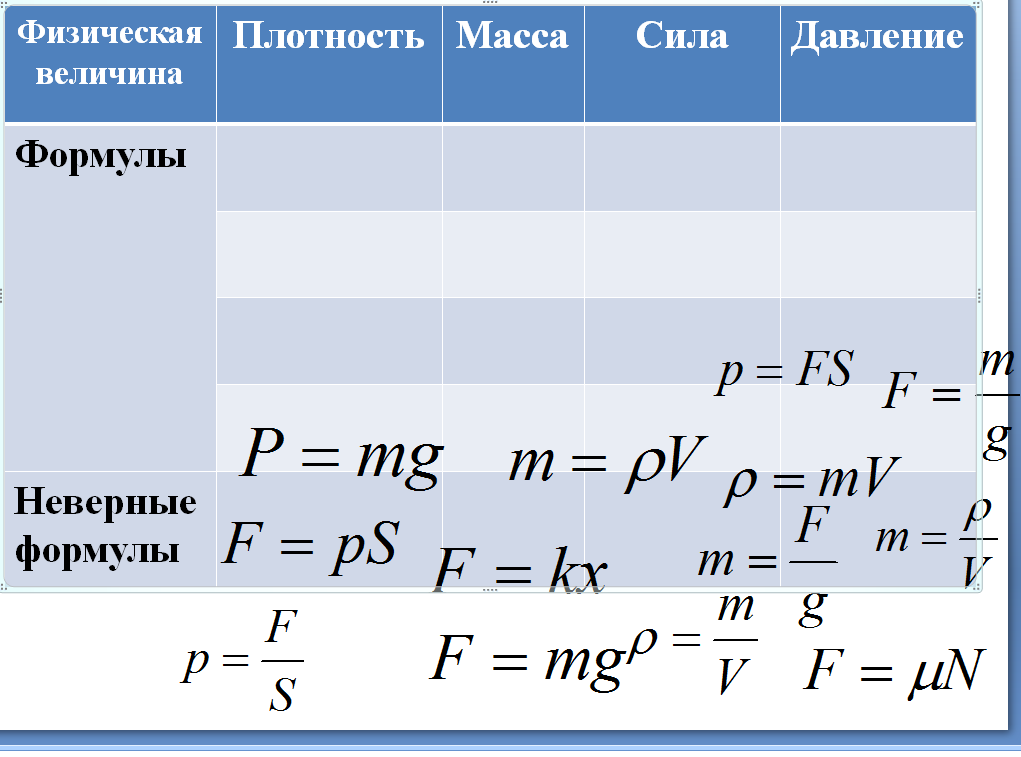 Физическая величина Плотность Масса Сила Давление
Формулы
p = FS
F = m/g
P = mg
m = ρV
ρ = mV
Неверные формулы
F = pS
F = kx
m = F/g
m = ρ/V
p = F/S
F = mg
ρ = m/V
F = μN